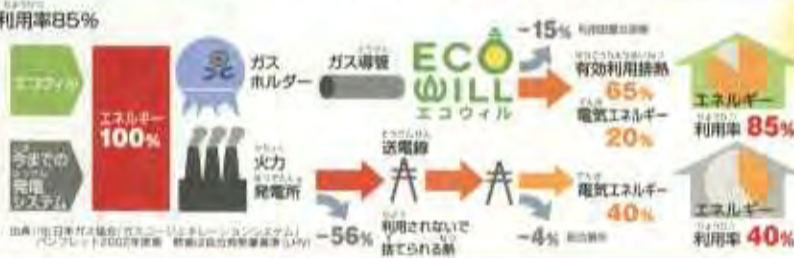 利用率85%
エコウィル
エネルギー
100%
ガス
ホルダー
ガス導管
ECO
WILL
エコウィル
-15%
有効利用排熱
65%
電気エネルギー
20%
エネルギー
利用率 85%
今までの
発電
システム
火力
発電所
送電線
-56%
利用されないで
捨てられる熱
電気エネルギー
40%
-4%
エネルギー
利用率 40%